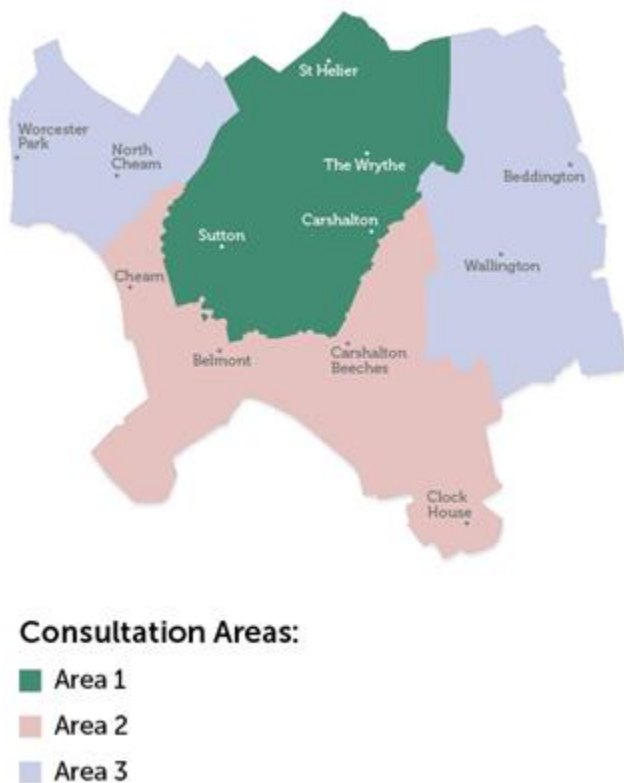 St Helier
Worcester
Park
North
Cheam
The Wrythe
Beddington
Carshalton
Sutton
Wallington
Cheam
Belmont
Carshalton
Beeches
Clock
House
Consultation Areas:
Area 1
Area 2
Area 3